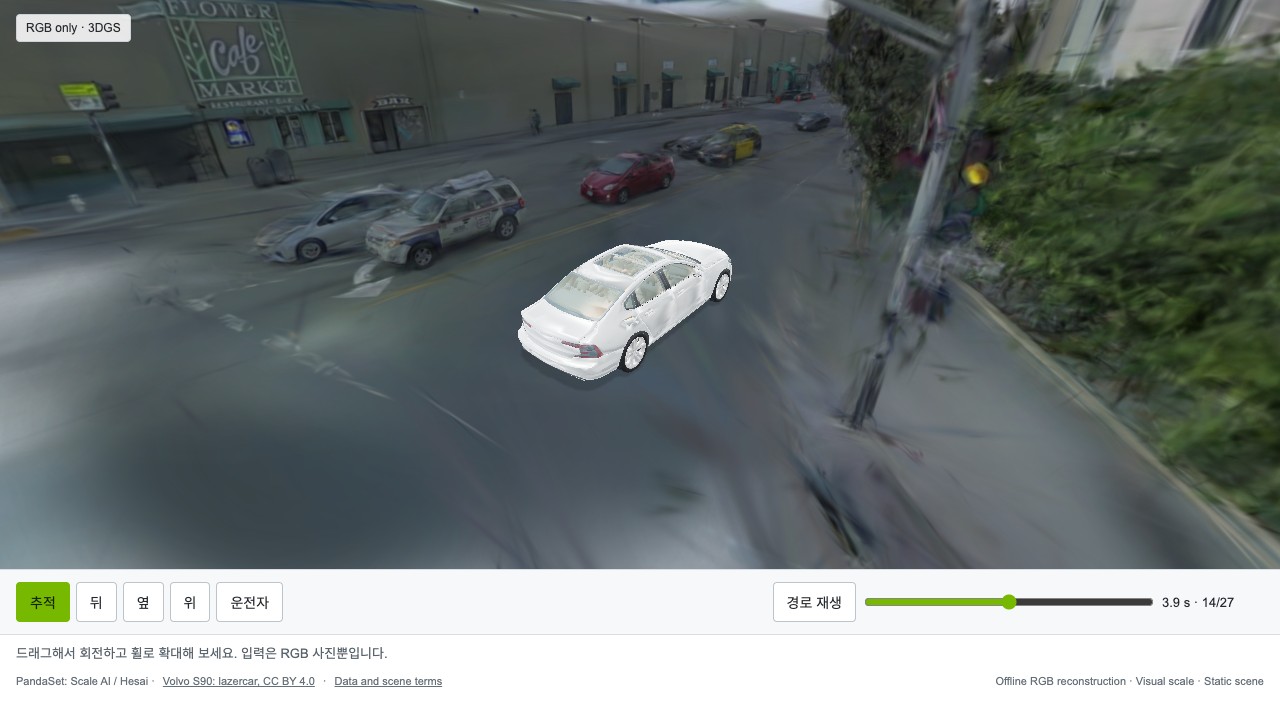 RGB only · 3DGS
FLOWER
Cafe
MARKET
RESTAURANT · BAR
BAR
추적
뒤
옆
위
운전자
경로 재생
3.9 s · 14/27
드래그해서 회전하고 휠로 확대해 보세요. 입력은 RGB 사진뿐입니다.
PandaSet: Scale AI / Hesai · Volvo S90: lazercar, CC BY 4.0 · Data and scene terms
Offline RGB reconstruction · Visual scale · Static scene